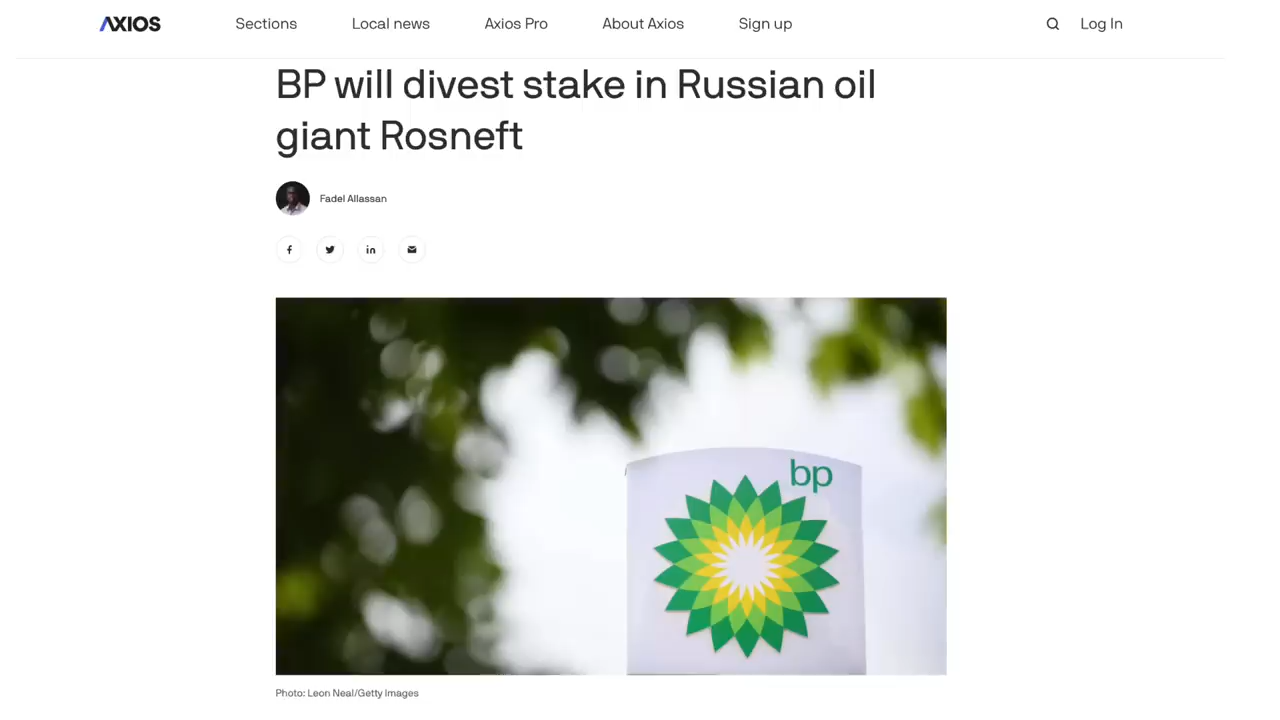 AXIOS Sections Local news Axios Pro About Axios Sign up Log In
BP will divest stake in Russian oil
giant Rosneft
Fadel Allassan
bp
Photo: Leon Neal/Getty Images